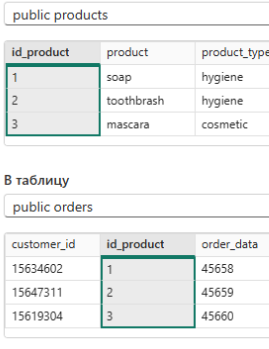 public products
id_product product product_type
1 soap hygiene
2 toothbrash hygiene
3 mascara cosmetic
В таблицу
public orders
customer_id id_product order_data
15634602 1 45658
15647311 2 45659
15619304 3 45660